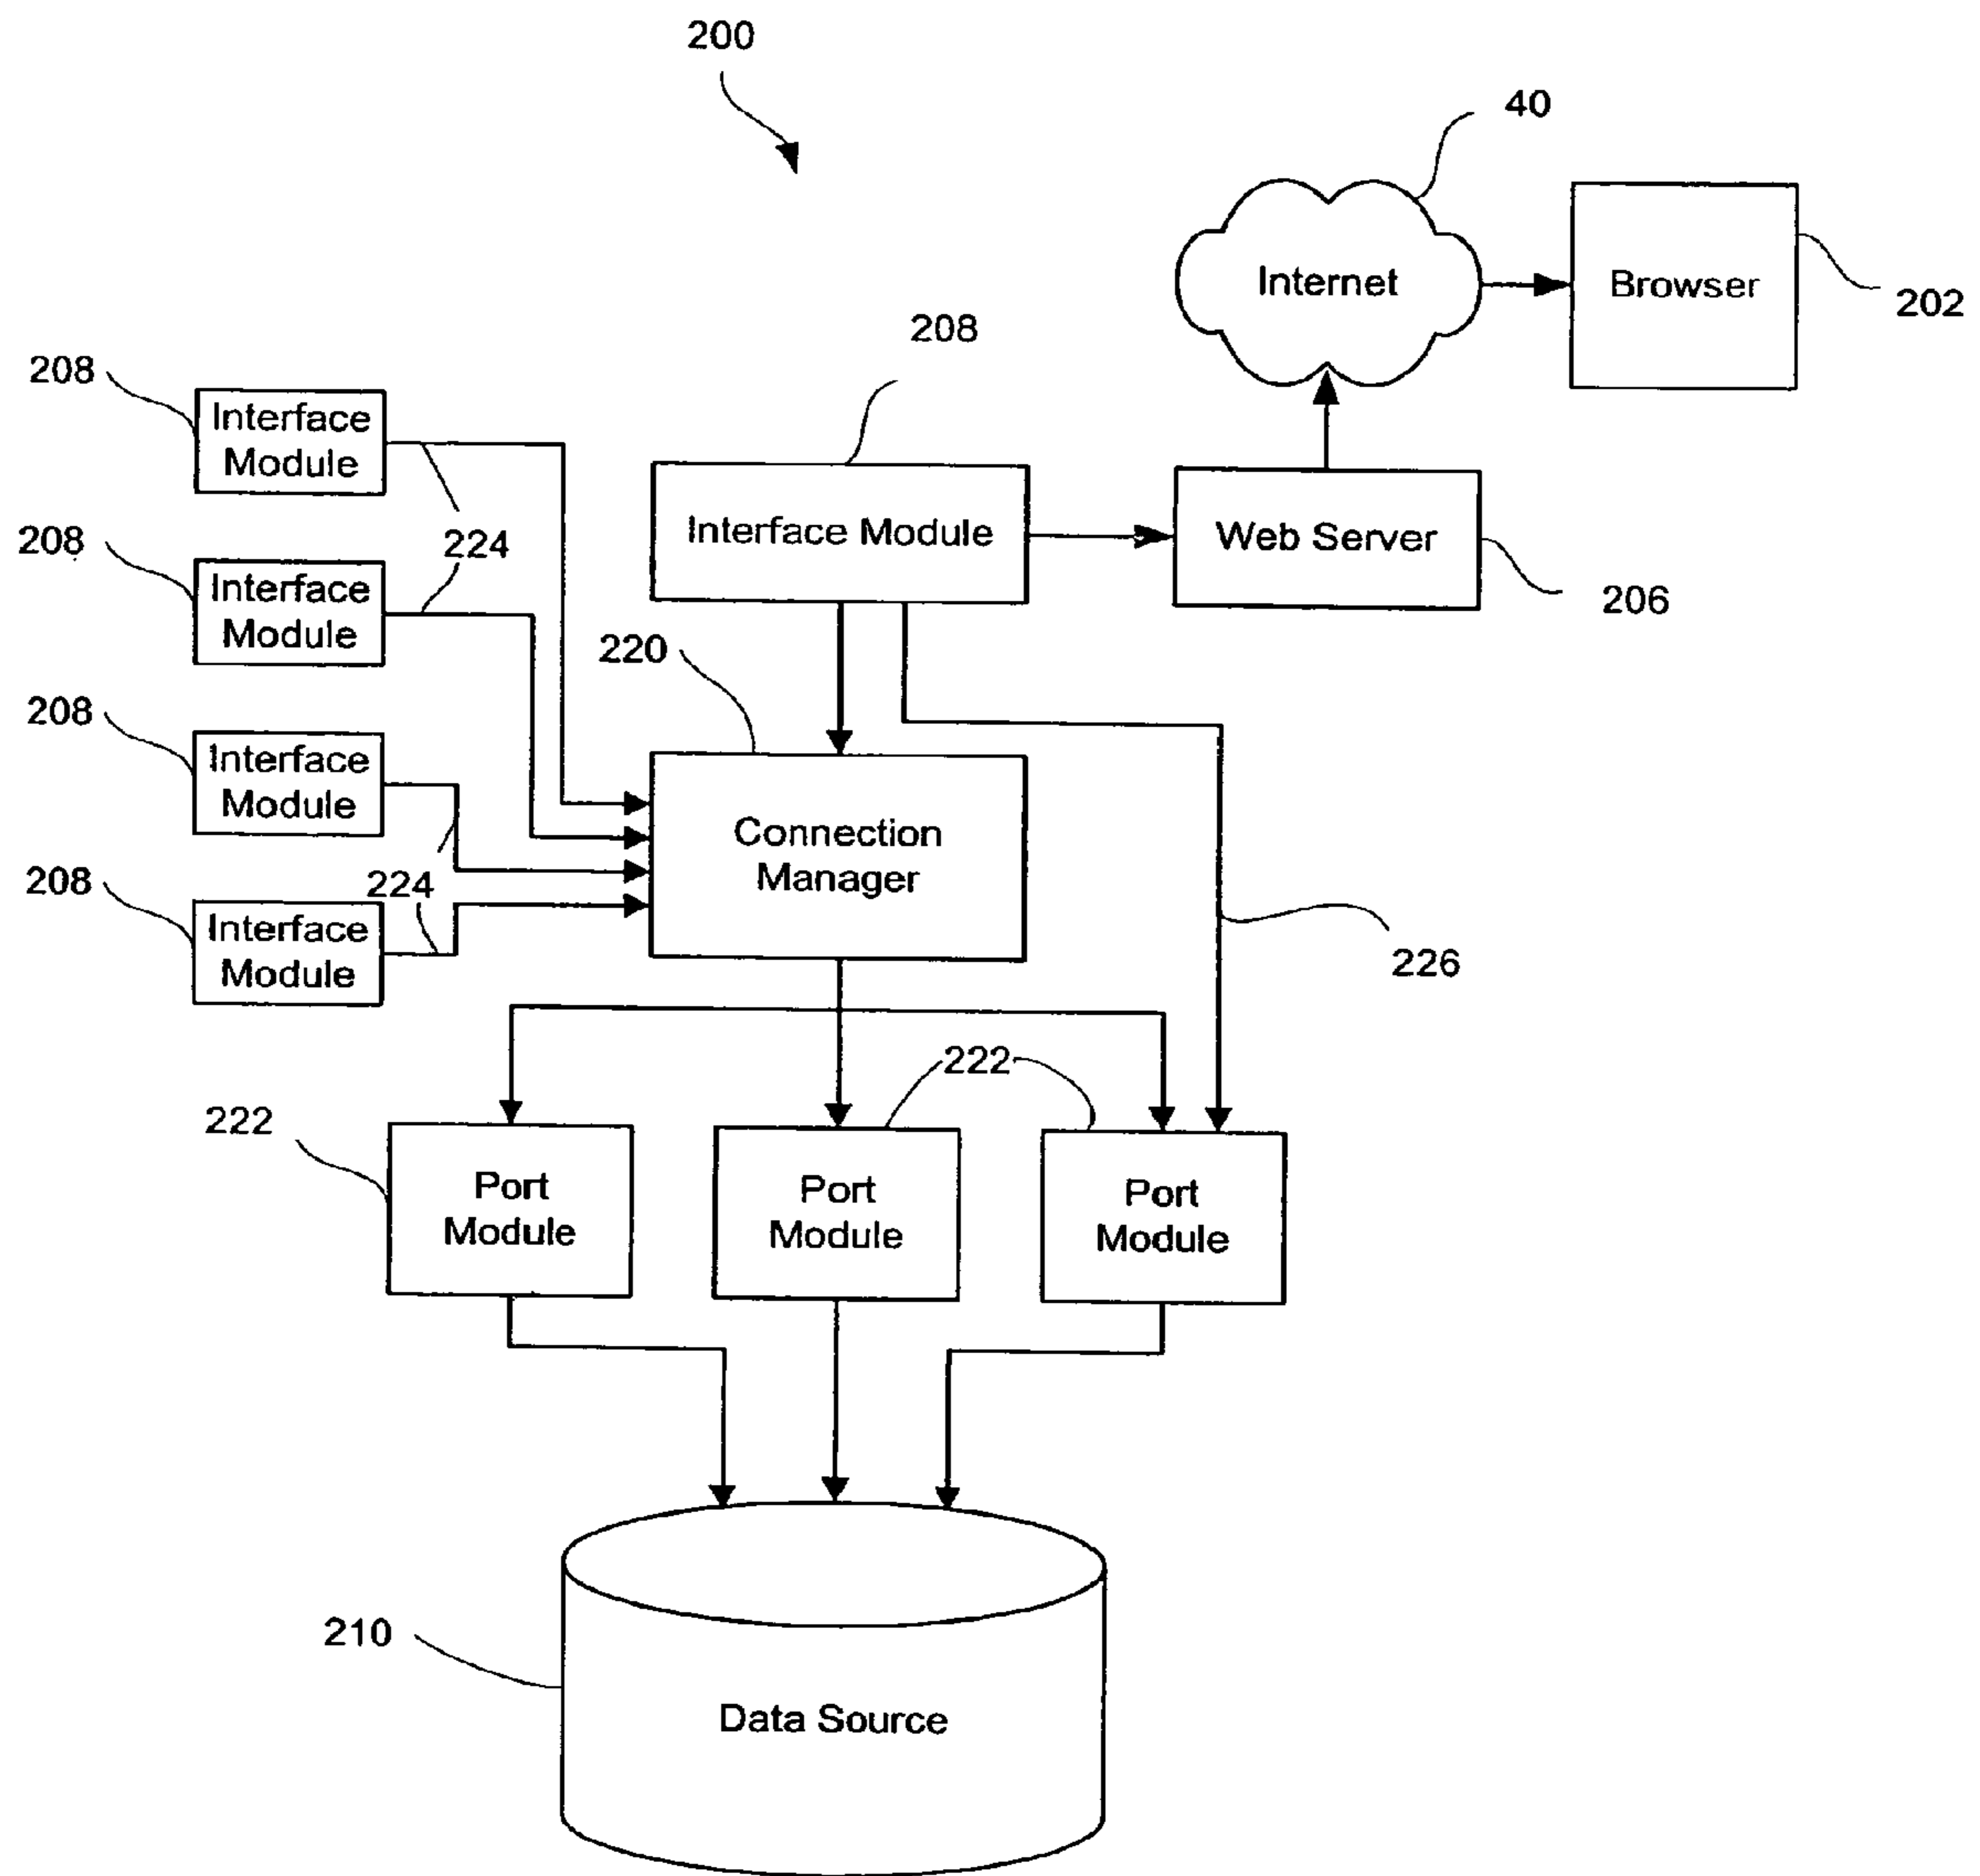 200
40
Internet
Browser
202
208
208
Interface
Module
224
Interface Module
Web Server
206
208
Interface
Module
220
208
Interface
Module
Connection
Manager
224
208
Interface
Module
226
222
222
Port
Module
Port
Module
Port
Module
210
Data Source